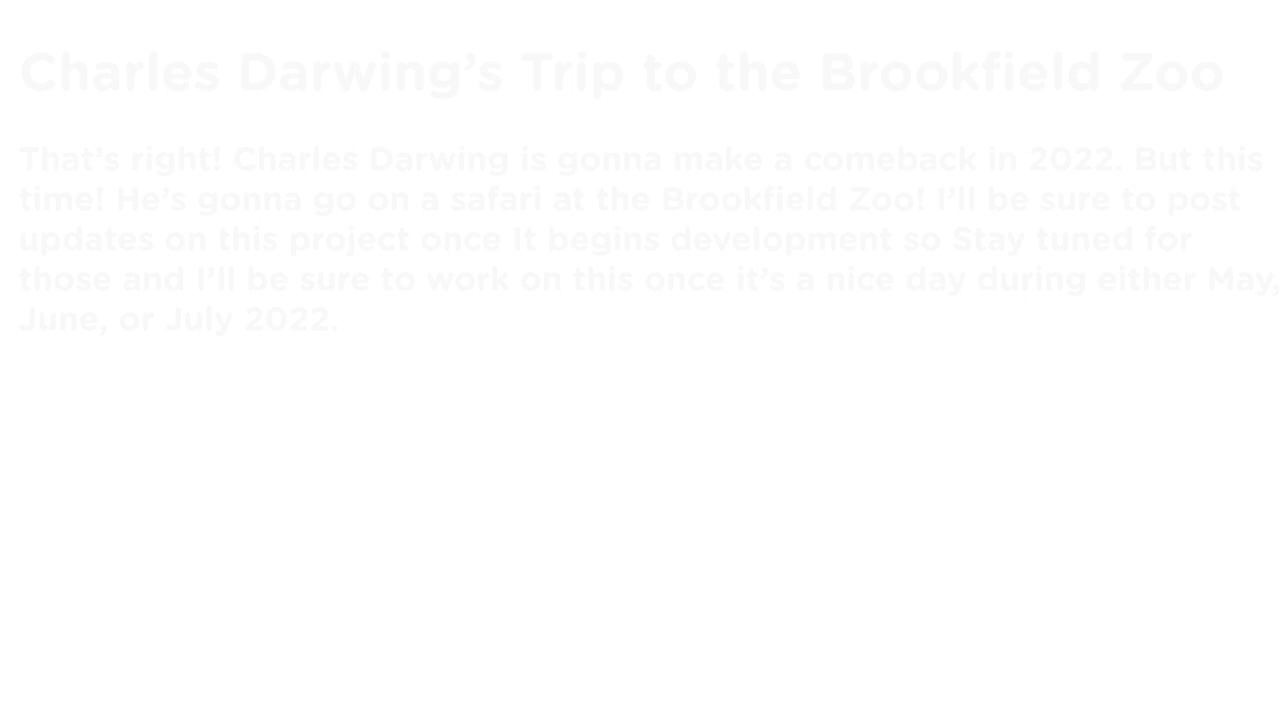 Charles Darwing’s Trip to the Brookfield Zoo
That’s right! Charles Darwing is gonna make a comeback in 2022. But this
time! He’s gonna go on a safari at the Brookfield Zoo! I’ll be sure to post
updates on this project once It begins development so Stay tuned for
those and I’ll be sure to work on this once it’s a nice day during either May,
June, or July 2022.